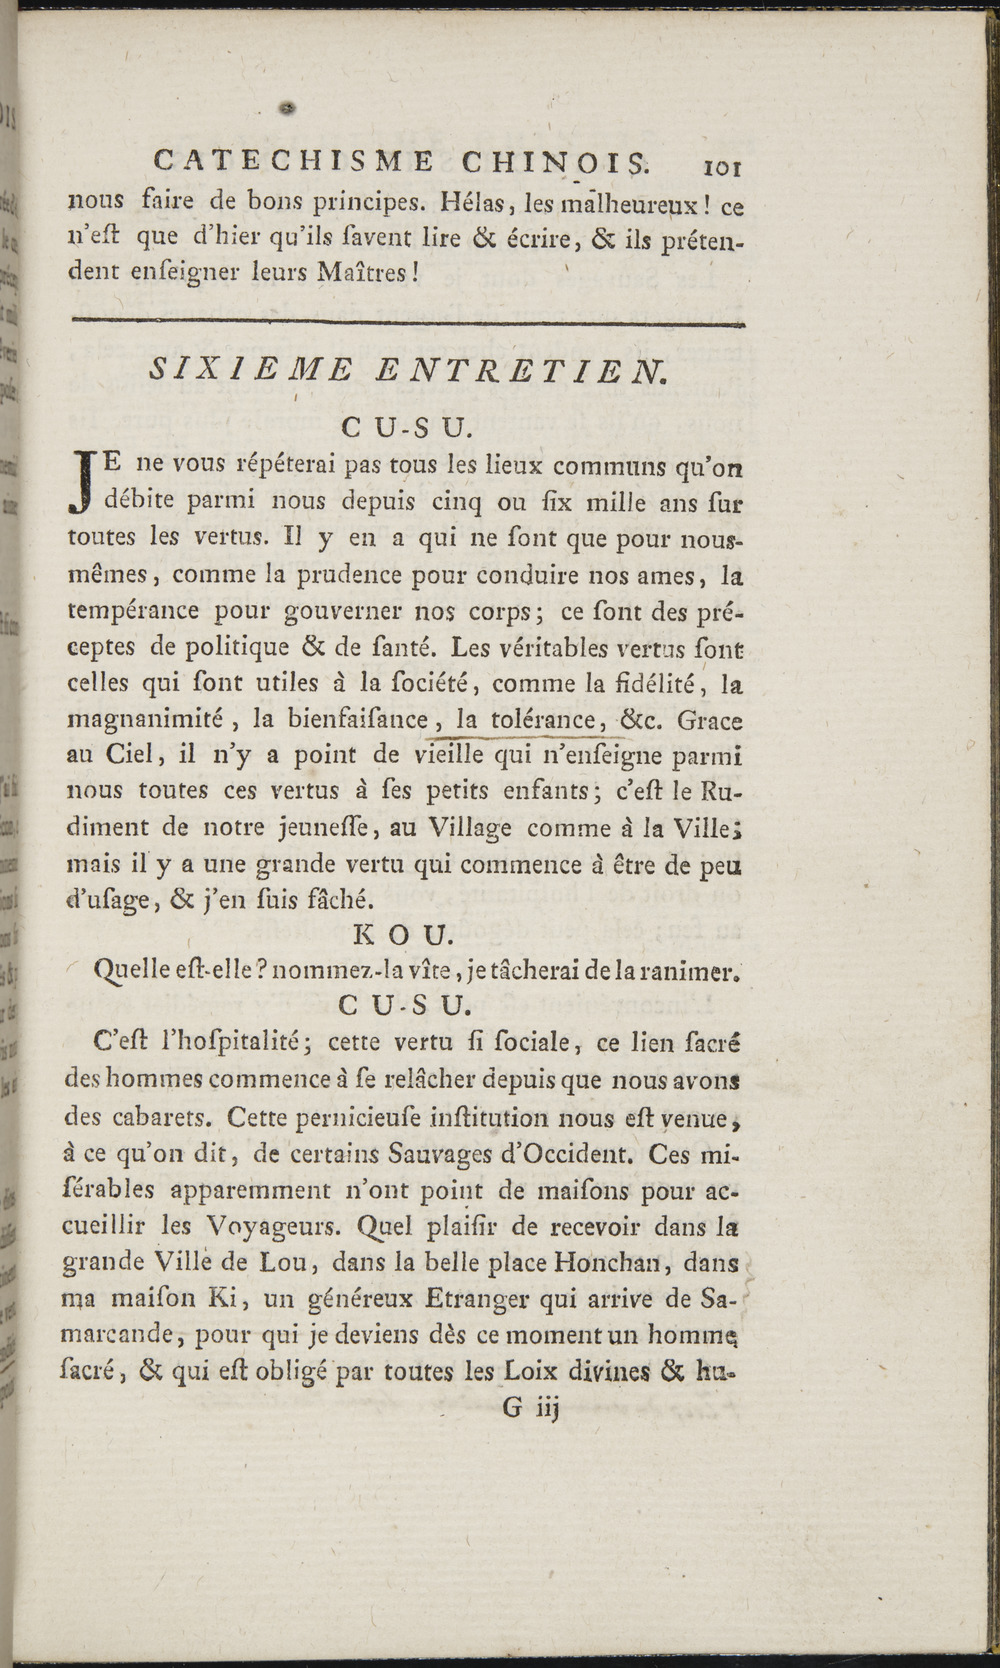 CATECHISME CHINOIS. 101
nous faire de bons principes. Hélas, les malheureux ! ce
n'eſt que d'hier qu'ils ſavent lire & écrire, & ils préten-
dent enſeigner leurs Maîtres !
SIXIEME ENTRETIEN.
CU-SU.
JE ne vous répéterai pas tous les lieux communs qu'on
débite parmi nous depuis cinq ou ſix mille ans ſur
toutes les vertus. Il y en a qui ne ſont que pour nous-
mêmes, comme la prudence pour conduire nos ames, la
tempérance pour gouverner nos corps; ce ſont des pré-
ceptes de politique & de ſanté. Les véritables vertus ſont
celles qui ſont utiles à la ſociété, comme la fidélité, la
magnanimité, la bienfaiſance, la tolérance, &c. Grace
au Ciel, il n'y a point de vieille qui n'enſeigne parmi
nous toutes ces vertus à ſes petits enfants; c'eſt le Ru-
diment de notre jeuneſſe, au Village comme à la Ville;
mais il y a une grande vertu qui commence à être de peu
d'uſage, & j'en ſuis fâché.
KOU.
Quelle eſt-elle ? nommez-la vîte, je tâcherai de la ranimer.
CU-SU.
C'eſt l'hoſpitalité; cette vertu ſi ſociale, ce lien ſacré
des hommes commence à ſe relâcher depuis que nous avons
des cabarets. Cette pernicieuſe inſtitution nous eſt venue,
à ce qu'on dit, de certains Sauvages d'Occident. Ces mi-
ſérables apparemment n'ont point de maiſons pour ac-
cueillir les Voyageurs. Quel plaiſir de recevoir dans la
grande Ville de Lou, dans la belle place Honchan, dans
ma maiſon Ki, un généreux Etranger qui arrive de Sa-
marcande, pour qui je deviens dès ce moment un homme
ſacré, & qui eſt obligé par toutes les Loix divines & hu-
G iij